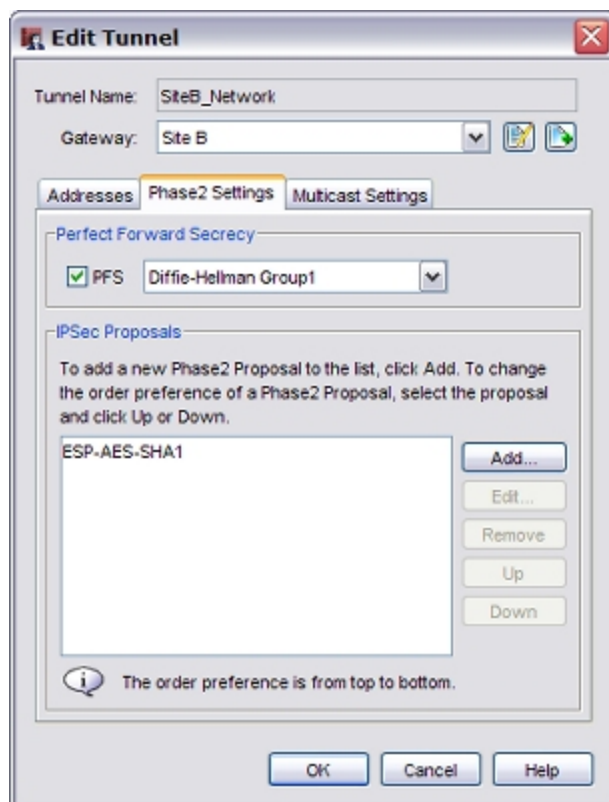 Edit Tunnel
Tunnel Name: SiteB_Network
Gateway: Site B
Addresses Phase2 Settings Multicast Settings
Perfect Forward Secrecy
PFS Diffie-Hellman Group1
IPSec Proposals
To add a new Phase2 Proposal to the list, click Add. To change
the order preference of a Phase2 Proposal, select the proposal
and click Up or Down.
ESP-AES-SHA1
Add...
Edit...
Remove
Up
Down
The order preference is from top to bottom.
OK Cancel Help